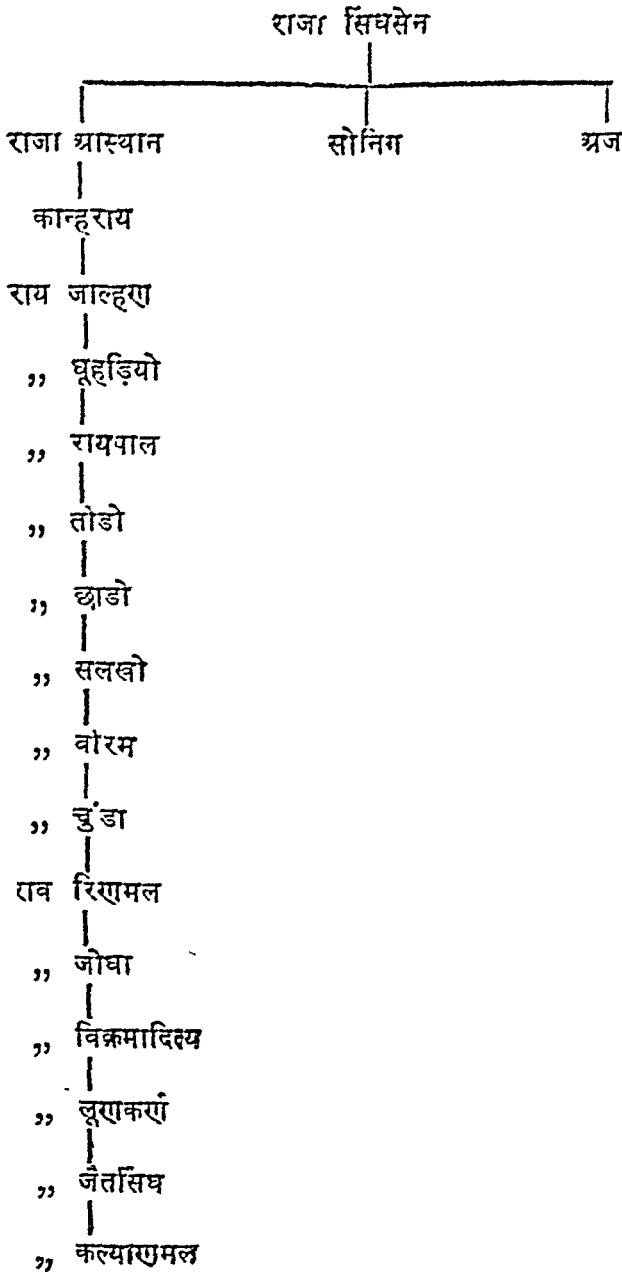 राजा सिंघसेन
राजा आस्थान सोनिंग अज
कान्हराय
राय जाल्हण
„ घूहड़ियो
„ रायपाल
„ तोडो
„ छाडो
„ सलखो
„ वीरम
„ चुंडा
राव रिणमल
„ जोधा
„ विक्रमादित्य
„ लूणकर्ण
„ जैतसिंघ
„ कल्याणमल